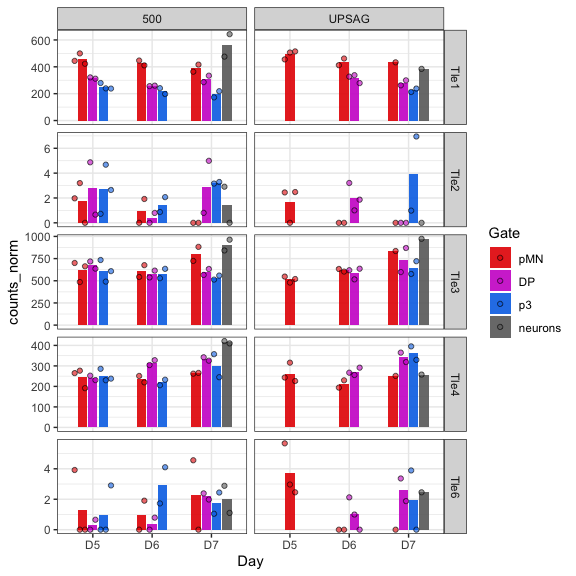 500 UPSAG
600
400
200
0
Tle1
6
4
2
0
Tle2
1000
750
500
250
0
Tle3
400
300
200
100
0
Tle4
4
2
0
Tle6
counts_norm
D5 D6 D7 D5 D6 D7
Day
Gate
pMN
DP
p3
neurons